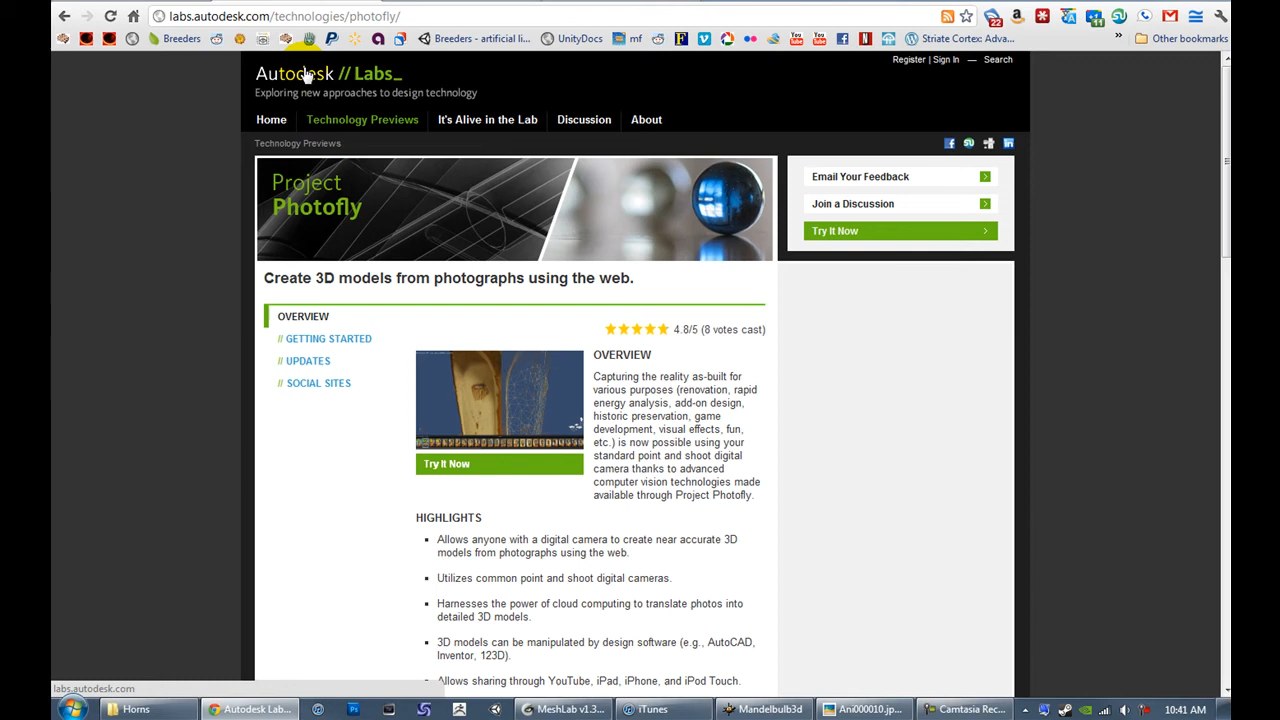 labs.autodesk.com/technologies/photofly/
22
+11
Breeders
Breeders - artificial li...
UnityDocs
mf
Striate Cortex: Advan...
»
Other bookmarks
Register | Sign In — Search
Autodesk // Labs_
Exploring new approaches to design technology
Home
Technology Previews
It's Alive in the Lab
Discussion
About
Technology Previews
Project
Photofly
Email Your Feedback
Join a Discussion
Try It Now
Create 3D models from photographs using the web.
OVERVIEW
// GETTING STARTED
// UPDATES
// SOCIAL SITES
4.8/5 (8 votes cast)
Try It Now
OVERVIEW
Capturing the reality as-built for
various purposes (renovation, rapid
energy analysis, add-on design,
historic preservation, game
development, visual effects, fun,
etc.) is now possible using your
standard point and shoot digital
camera thanks to advanced
computer vision technologies made
available through Project Photofly.
HIGHLIGHTS
Allows anyone with a digital camera to create near accurate 3D
models from photographs using the web.
Utilizes common point and shoot digital cameras.
Harnesses the power of cloud computing to translate photos into
detailed 3D models.
3D models can be manipulated by design software (e.g., AutoCAD,
Inventor, 123D).
Allows sharing through YouTube, iPad, iPhone, and iPod Touch.
labs.autodesk.com
Horns
Autodesk Lab...
MeshLab v1.3...
iTunes
Mandelbulb3d
Ani000010.jp...
Camtasia Rec...
10:41 AM